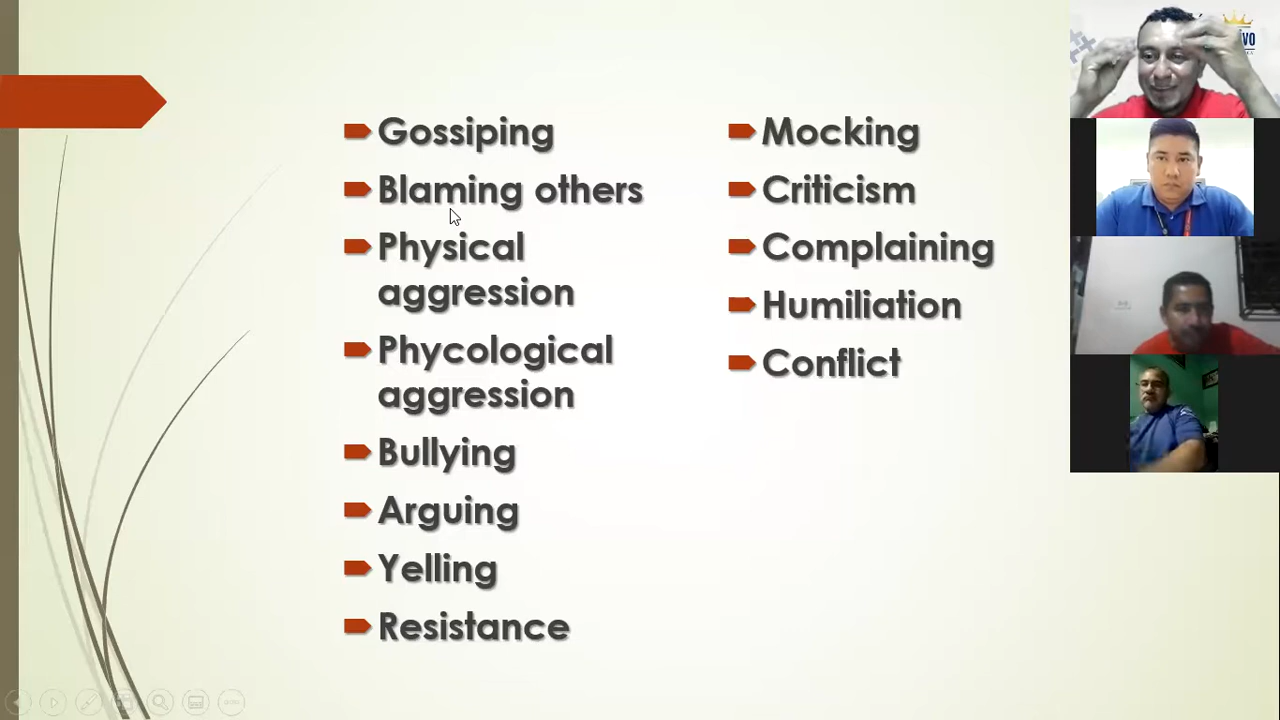 Gossiping
Blaming others
Physical
aggression
Phycological
aggression
Bullying
Arguing
Yelling
Resistance
Mocking
Criticism
Complaining
Humiliation
Conflict